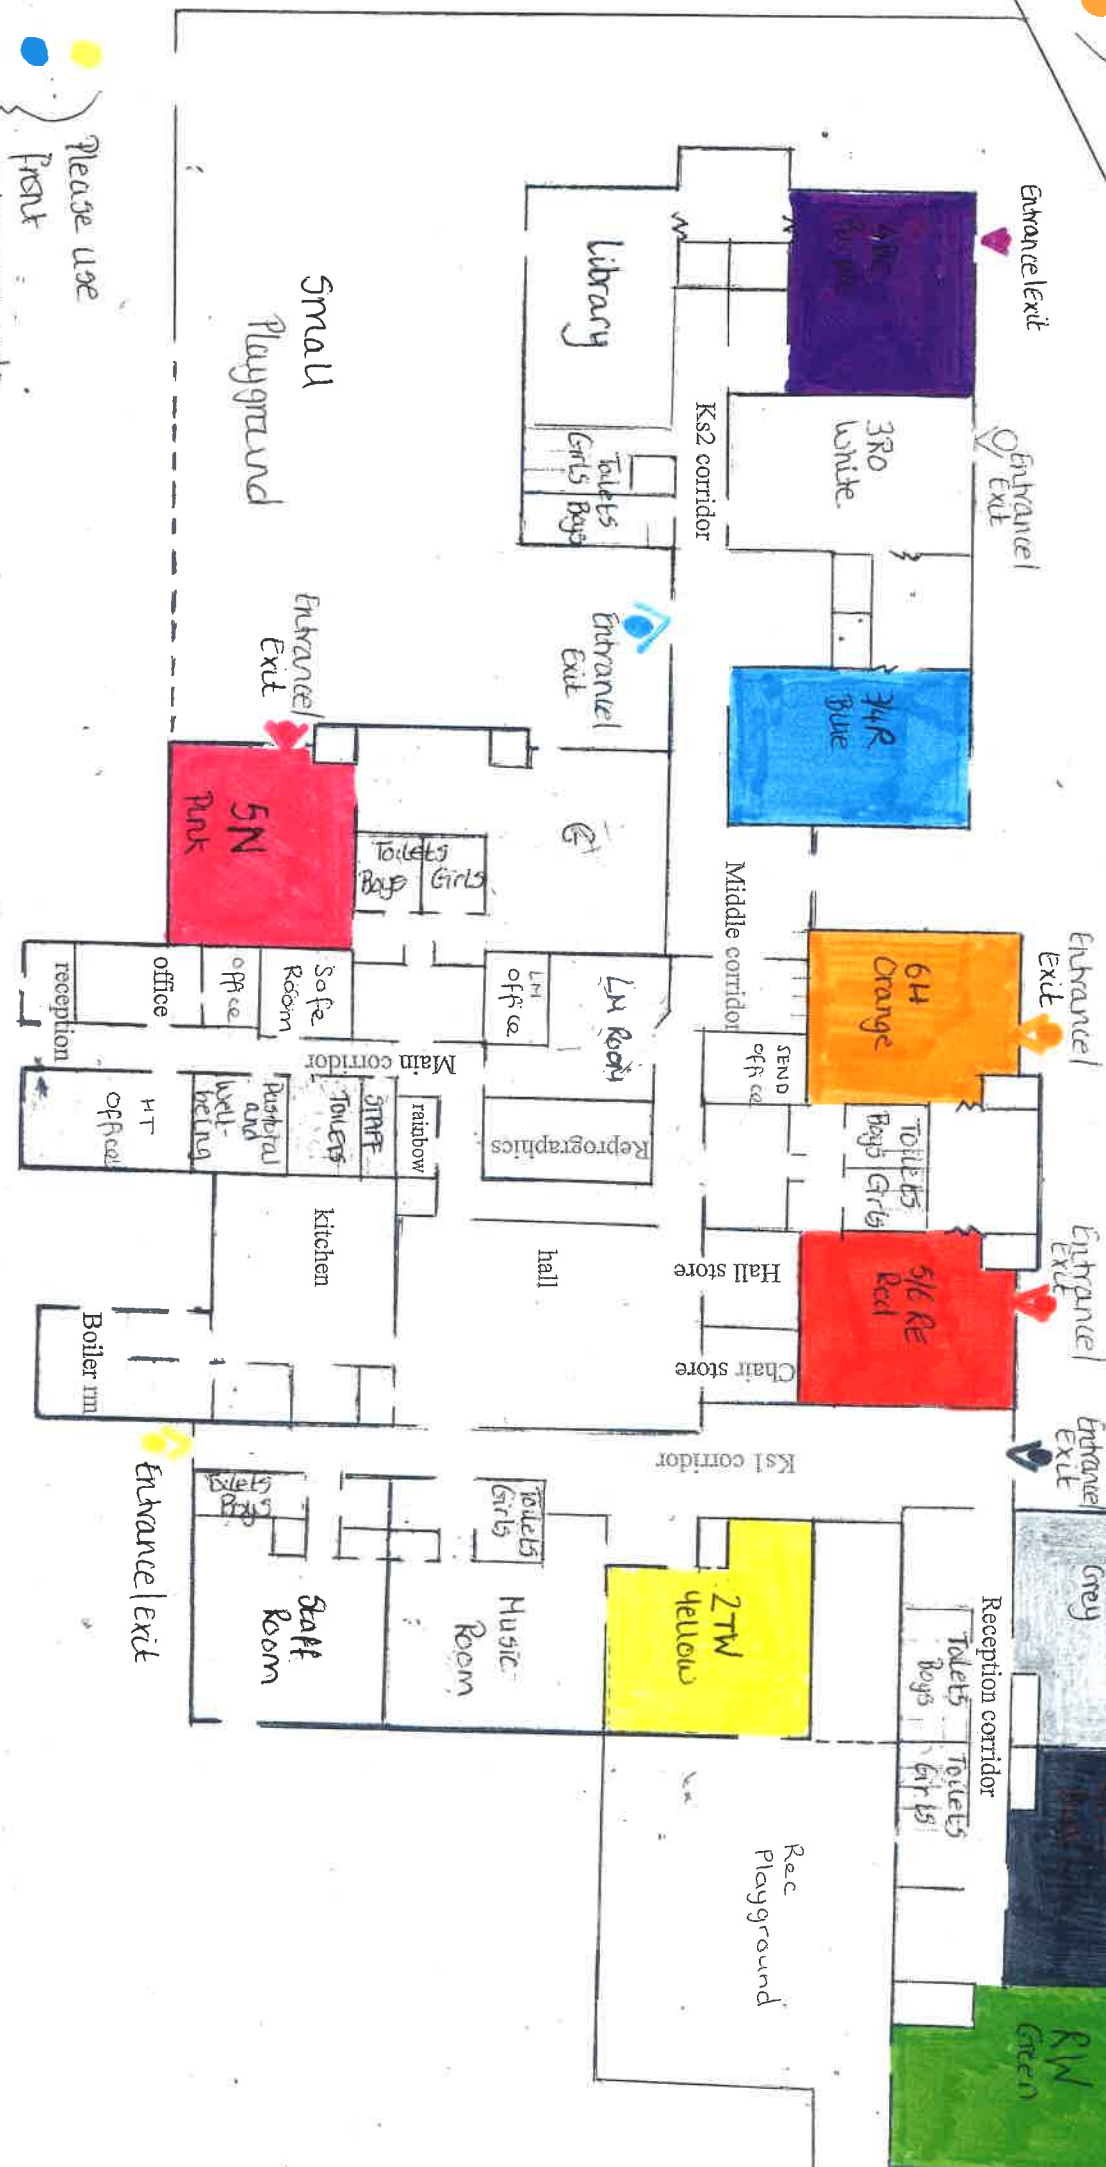 Please use
front
Entrance/Exit
Entrance/
Exit
Entrance/
Exit
Entrance/
Exit
Entrance/
Exit
Grey
3RO
White
3/4R
Blue
6H
Orange
5/6 RE
Red
Library
Ks2 corridor
Toilets
Girls Boys
Small
Playground
Entrance/
Exit
Entrance/
Exit
5N
Pink
Toilets
Boys Girls
Middle corridor
SEND
office
Toilets
Boys Girls
LM
office
LM Room
Reprographics
Safe
Room
office
office
reception
Main corridor
rainbow
STAFF
TOILETS
Pastoral
and
Well-
being
HT
office
kitchen
hall
Hall store
Chair store
Boiler rm
Ks1 corridor
Entrance/Exit
Toilets
Boys
Toilets
Girls
Staff
Room
Music
Room
2TW
Yellow
Reception corridor
Toilets
Boys
Toilets
Girls
Rec
Playground
RW
Green